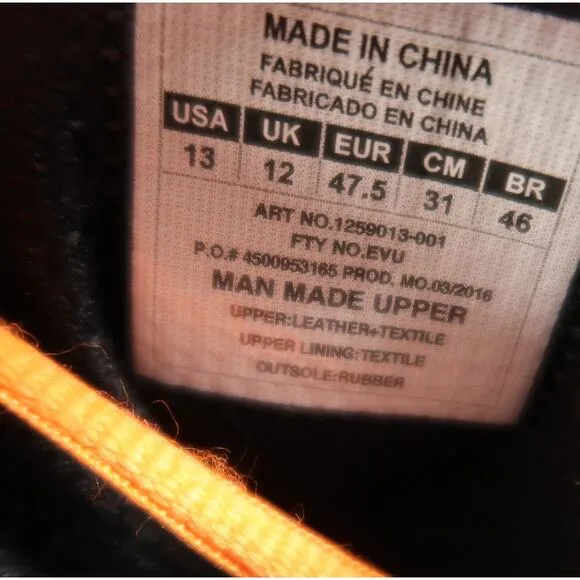 MADE IN CHINA
FABRIQUÉ EN CHINE
FABRICADO EN CHINA
USA UK EUR CM BR
13 12 47.5 31 46
ART NO.1259013-001
FTY NO.EVU
P.O.# 4500953165 PROD. MO.03/2016
MAN MADE UPPER
UPPER:LEATHER+TEXTILE
UPPER LINING:TEXTILE
OUTSOLE:RUBBER